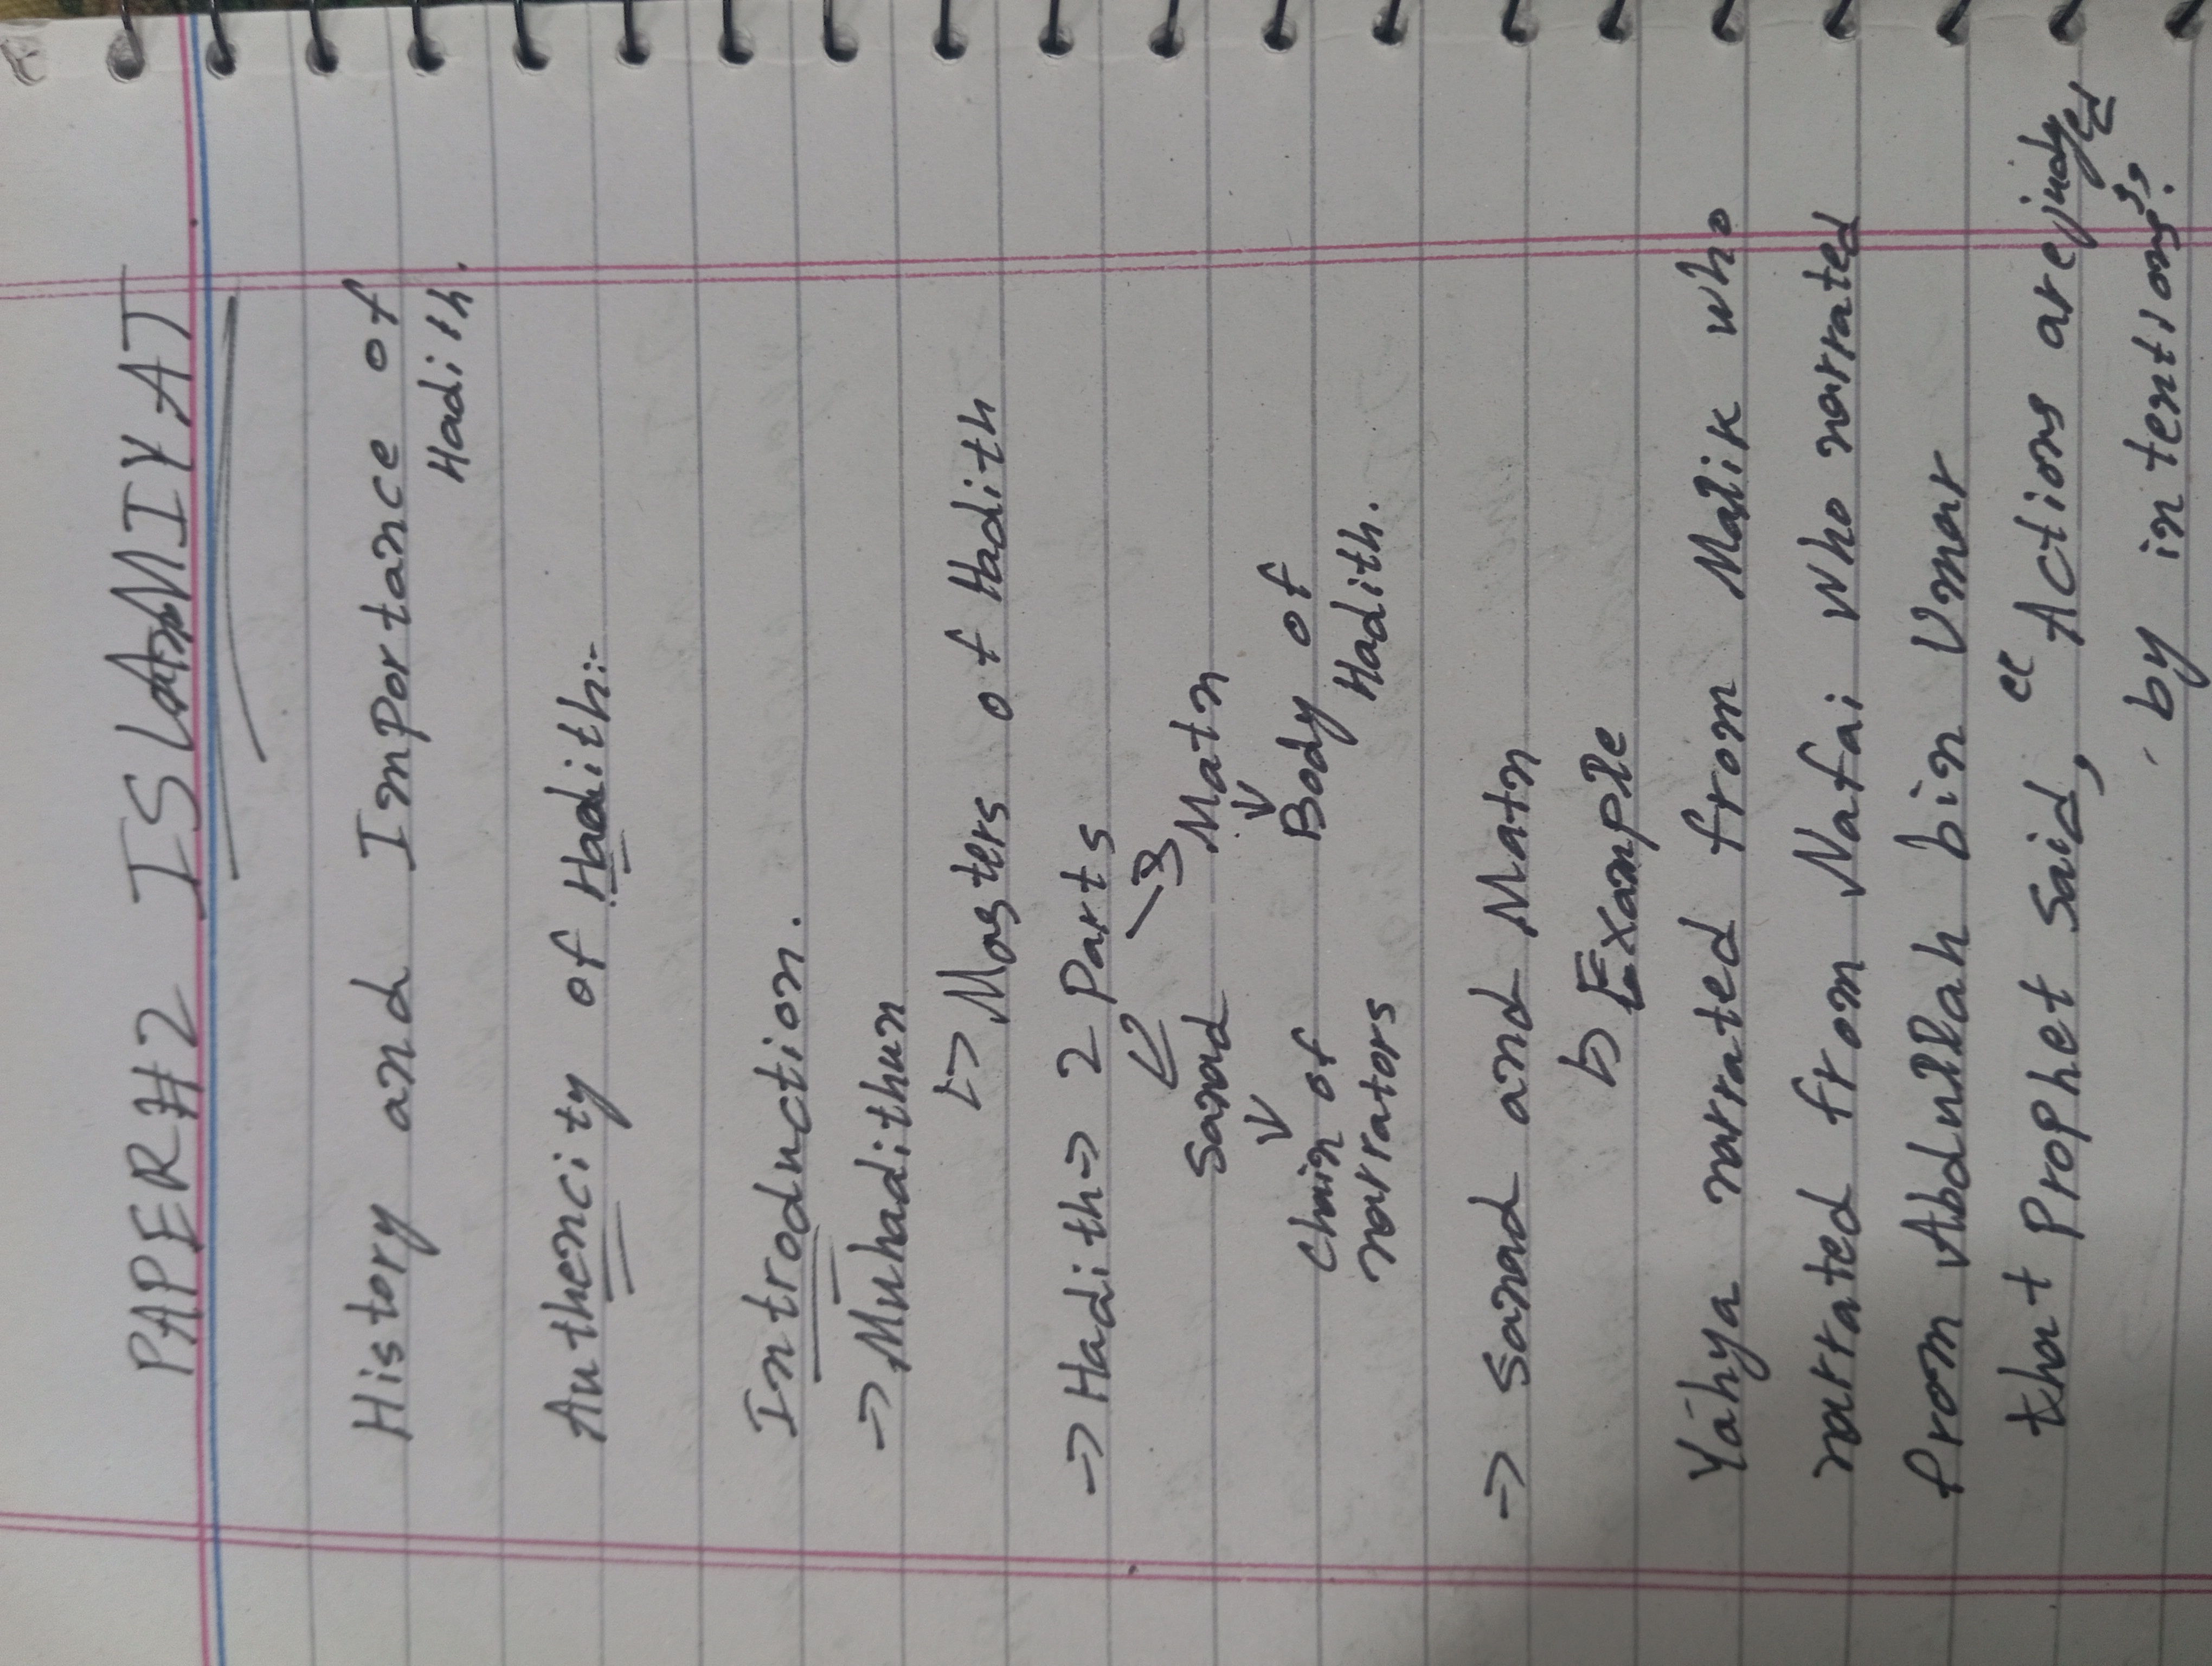 PAPER#2 ISLAMIYAT
History and Importance of
Hadith.
Authencity of Hadith:-
Introduction.
→ Muhadithun
↳ Masters of Hadith
→ Hadith → 2 Parts
Sanad Matn
Chain of narrators Body of Hadith.
→ Sanad and Matn
↳ Example
Yāhya narrated from Malik who
narrated from Nafai who narrated
from Abdullah bin Umar
that Prophet said, "Actions are judged
by intentions".